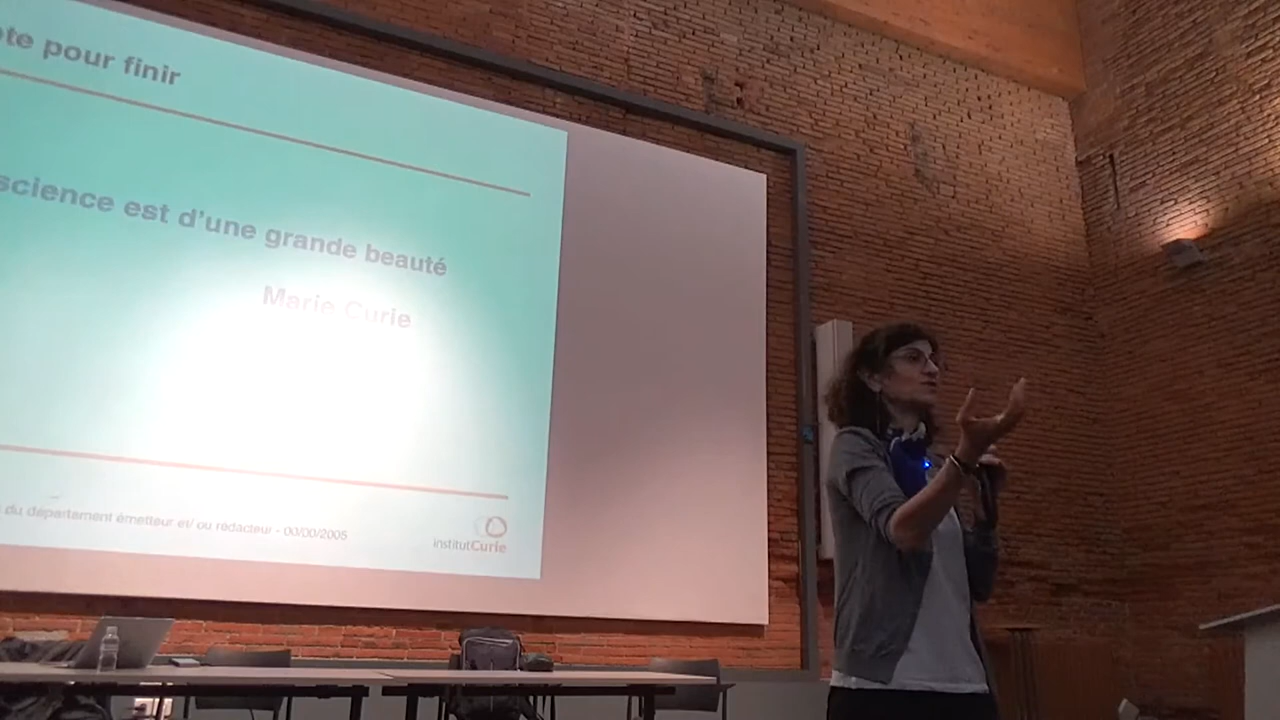 te pour finir
science est d'une grande beauté
Marie Curie
du département émetteur et/ ou rédacteur - 00/00/2005
institutCurie